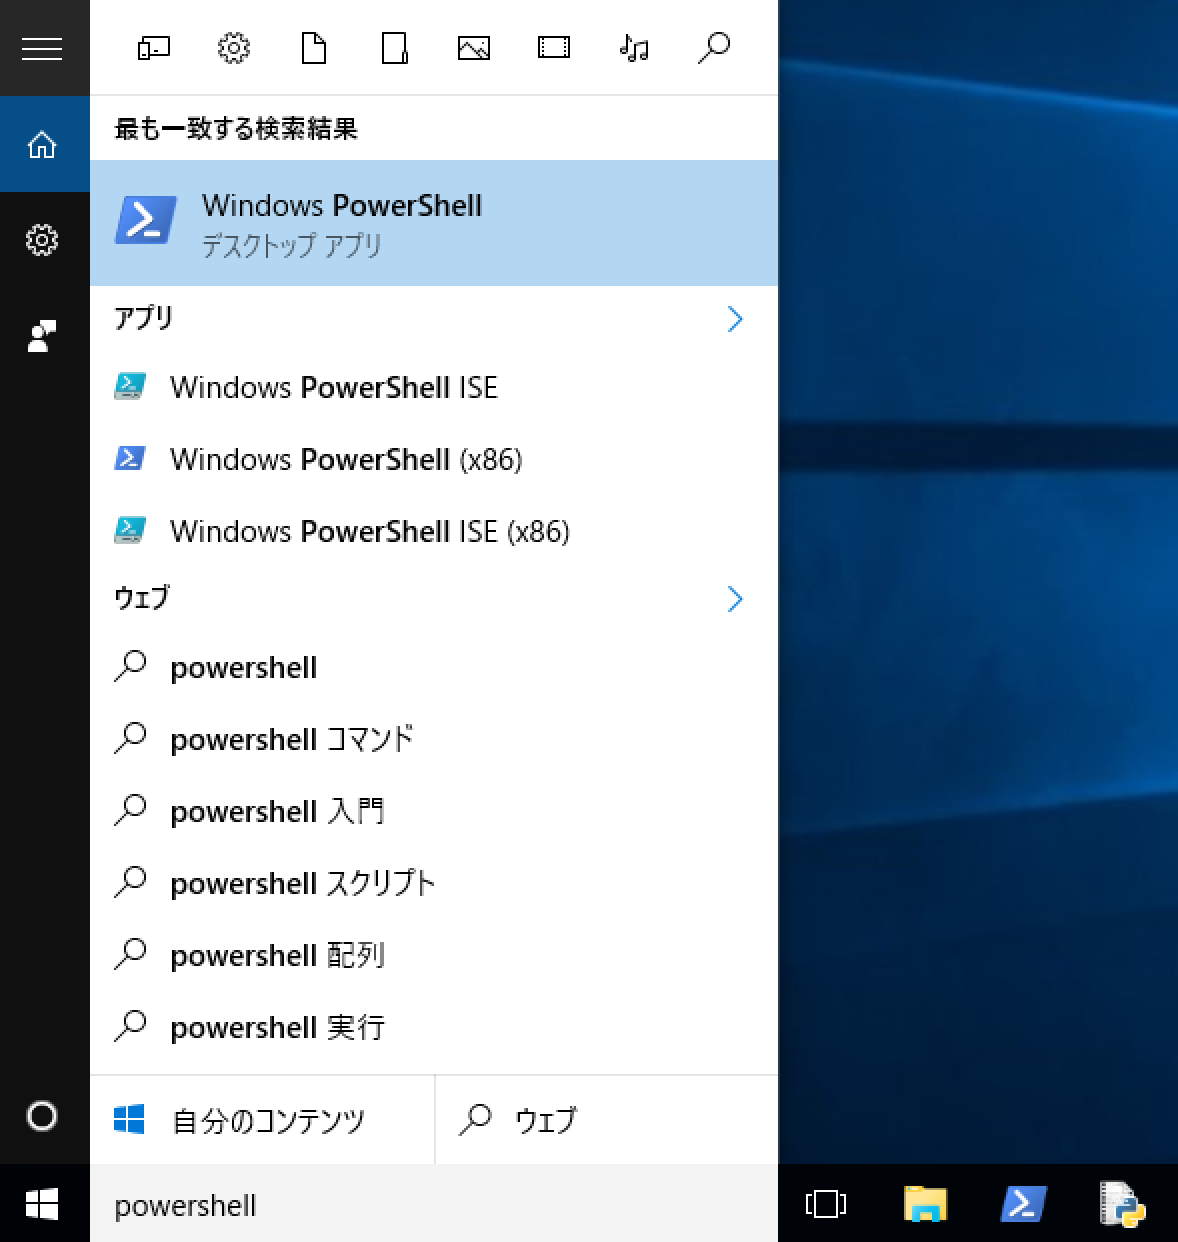 最も一致する検索結果
Windows PowerShell
デスクトップ アプリ
アプリ
Windows PowerShell ISE
Windows PowerShell (x86)
Windows PowerShell ISE (x86)
ウェブ
powershell
powershell コマンド
powershell 入門
powershell スクリプト
powershell 配列
powershell 実行
自分のコンテンツ
ウェブ
powershell